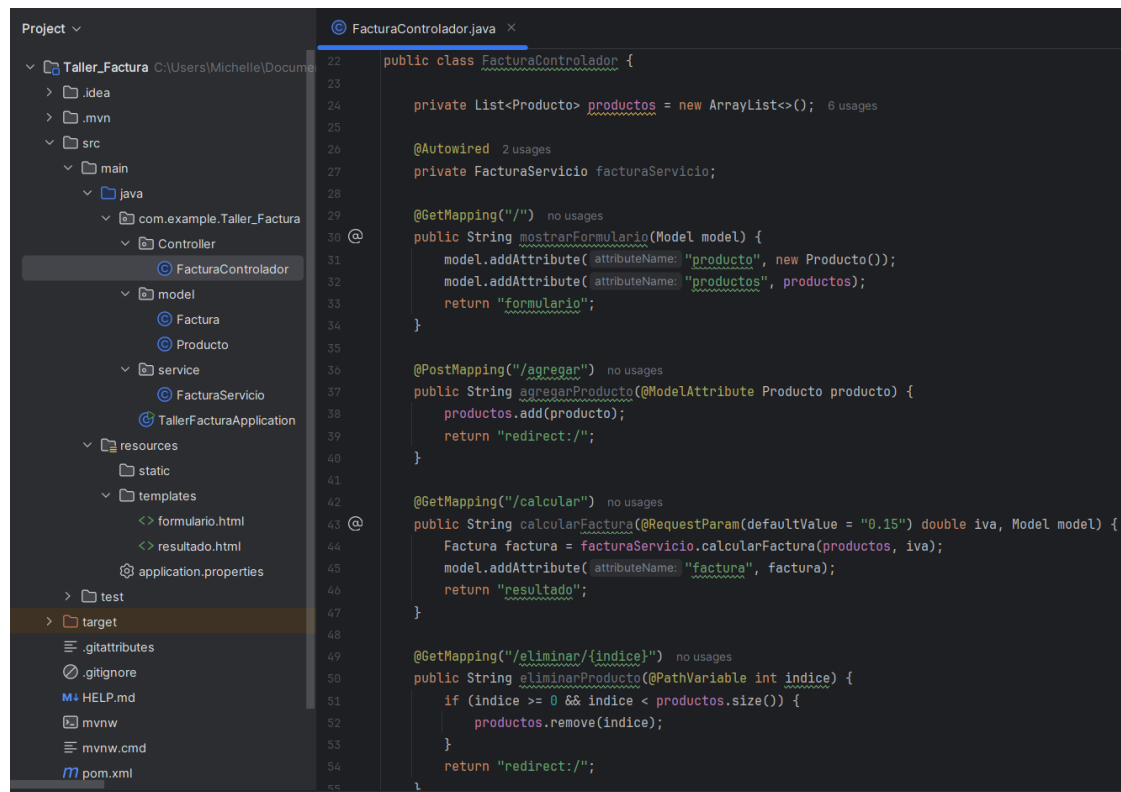 Project
Taller_Factura C:\Users\Michelle\Docume
.idea
.mvn
src
main
java
com.example.Taller_Factura
Controller
FacturaControlador
model
Factura
Producto
service
FacturaServicio
TallerFacturaApplication
resources
static
templates
<> formulario.html
<> resultado.html
application.properties
test
target
.gitattributes
.gitignore
M↓ HELP.md
mvnw
mvnw.cmd
m pom.xml
FacturaControlador.java ×
22 public class FacturaControlador {
23
24     private List<Producto> productos = new ArrayList<>(); 6 usages
25
26     @Autowired 2 usages
27     private FacturaServicio facturaServicio;
28
29     @GetMapping("/") no usages
30     public String mostrarFormulario(Model model) {
31         model.addAttribute( attributeName: "producto", new Producto());
32         model.addAttribute( attributeName: "productos", productos);
33         return "formulario";
34     }
35
36     @PostMapping("/agregar") no usages
37     public String agregarProducto(@ModelAttribute Producto producto) {
38         productos.add(producto);
39         return "redirect:/";
40     }
41
42     @GetMapping("/calcular") no usages
43     public String calcularFactura(@RequestParam(defaultValue = "0.15") double iva, Model model) {
44         Factura factura = facturaServicio.calcularFactura(productos, iva);
45         model.addAttribute( attributeName: "factura", factura);
46         return "resultado";
47     }
48
49     @GetMapping("/eliminar/{indice}") no usages
50     public String eliminarProducto(@PathVariable int indice) {
51         if (indice >= 0 && indice < productos.size()) {
52             productos.remove(indice);
53         }
54         return "redirect:/";
55     }